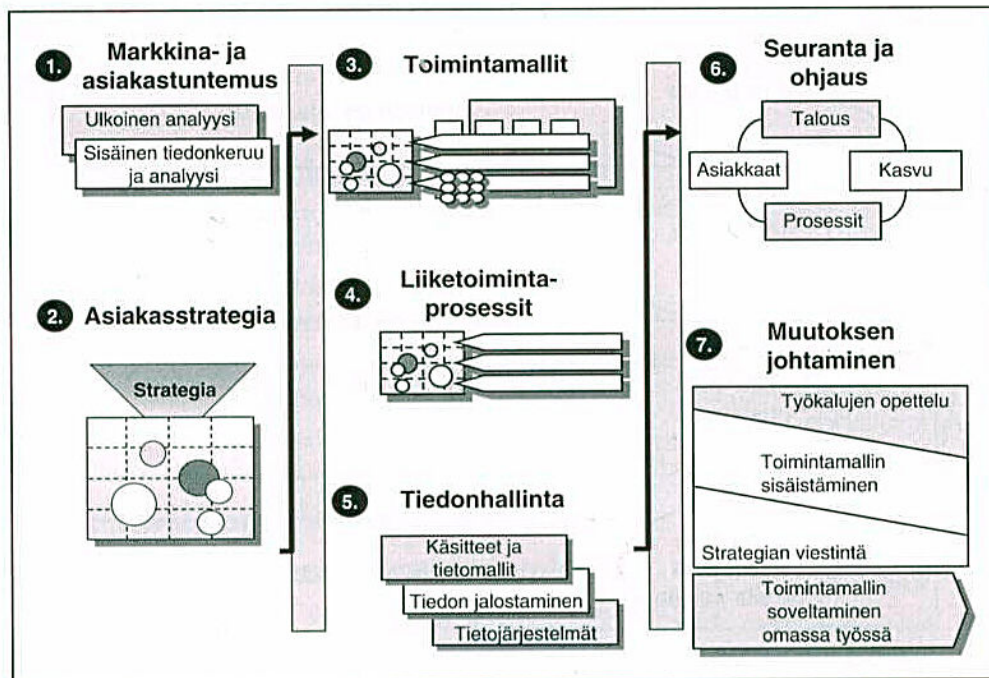 1.
Markkina- ja
asiakastuntemus
Ulkoinen analyysi
Sisäinen tiedonkeruu
ja analyysi
2.
Asiakasstrategia
Strategia
3.
Toimintamallit
4.
Liiketoiminta-
prosessit
5.
Tiedonhallinta
Käsitteet ja
tietomallit
Tiedon jalostaminen
Tietojärjestelmät
6.
Seuranta ja
ohjaus
Talous
Asiakkaat
Kasvu
Prosessit
7.
Muutoksen
johtaminen
Työkalujen opettelu
Toimintamallin
sisäistäminen
Strategian viestintä
Toimintamallin
soveltaminen
omassa työssä